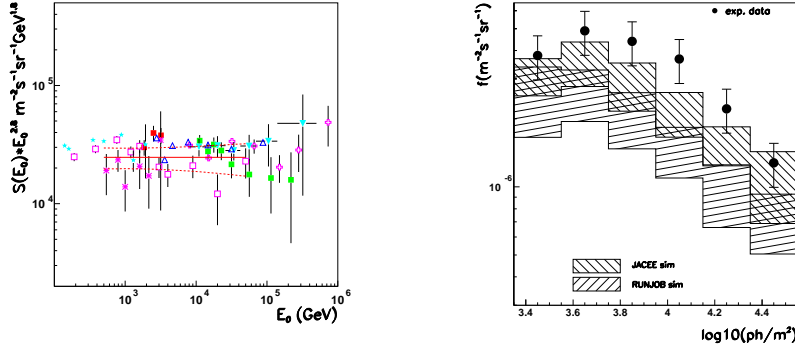 S(E₀)*E₀^2.8 m⁻²s⁻¹sr⁻¹GeV^1.8
10⁵
10⁴
10³ 10⁴ 10⁵ 10⁶
E₀ (GeV)
f(m⁻²s⁻¹sr⁻¹)
exp. data
10⁻⁶
JACEE sim
RUNJOB sim
3.4 3.6 3.8 4 4.2 4.4
log10(ph/m²)